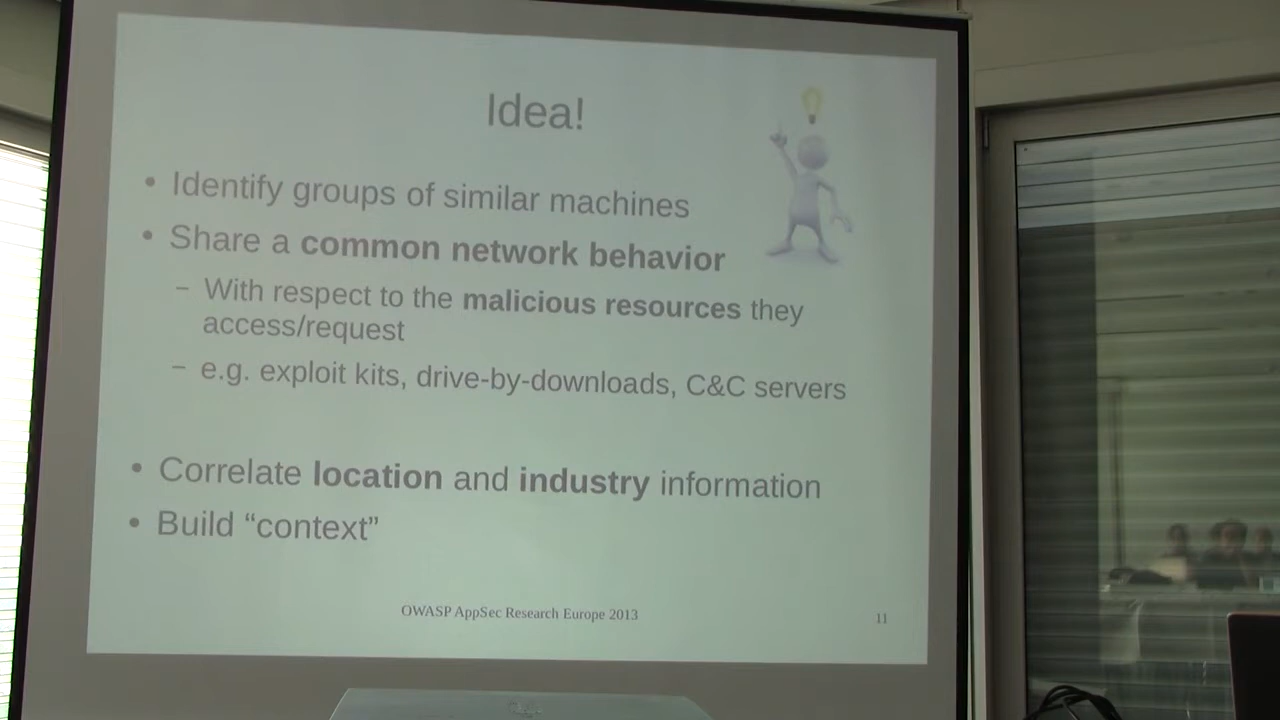 Idea!
• Identify groups of similar machines
• Share a common network behavior
– With respect to the malicious resources they
access/request
– e.g. exploit kits, drive-by-downloads, C&C servers
• Correlate location and industry information
• Build “context”
OWASP AppSec Research Europe 2013
11